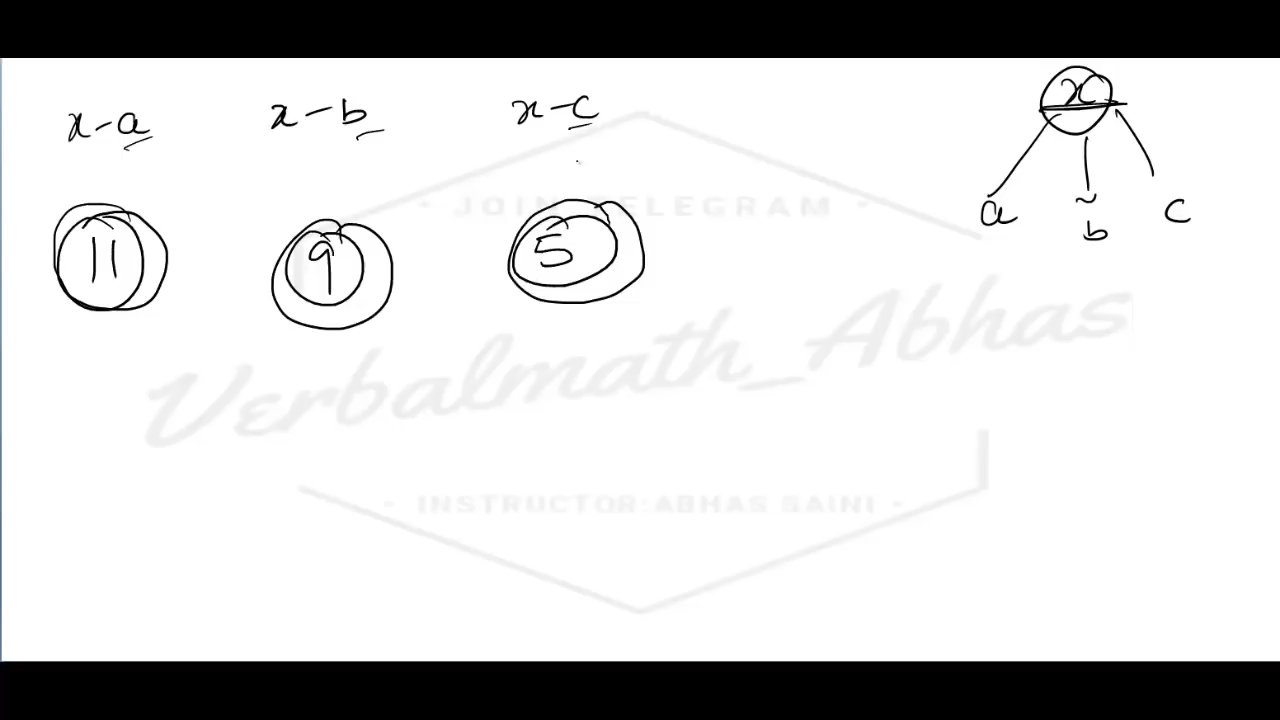 x-a x-b x-c
x
11 9 5
a b c
- JOIN TELEGRAM -
Verbalmath_Abhas
- INSTRUCTOR:ABHAS SAINI -